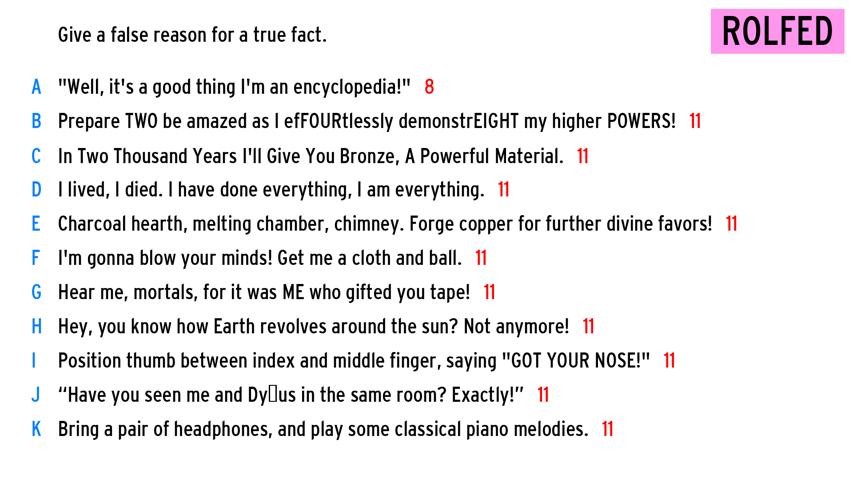 Give a false reason for a true fact.
ROLFED
A "Well, it's a good thing I'm an encyclopedia!" 8
B Prepare TWO be amazed as I efFOURtlessly demonstrEIGHT my higher POWERS! 11
C In Two Thousand Years I'll Give You Bronze, A Powerful Material. 11
D I lived, I died. I have done everything, I am everything. 11
E Charcoal hearth, melting chamber, chimney. Forge copper for further divine favors! 11
F I'm gonna blow your minds! Get me a cloth and ball. 11
G Hear me, mortals, for it was ME who gifted you tape! 11
H Hey, you know how Earth revolves around the sun? Not anymore! 11
I Position thumb between index and middle finger, saying "GOT YOUR NOSE!" 11
J “Have you seen me and Dy▯us in the same room? Exactly!” 11
K Bring a pair of headphones, and play some classical piano melodies. 11